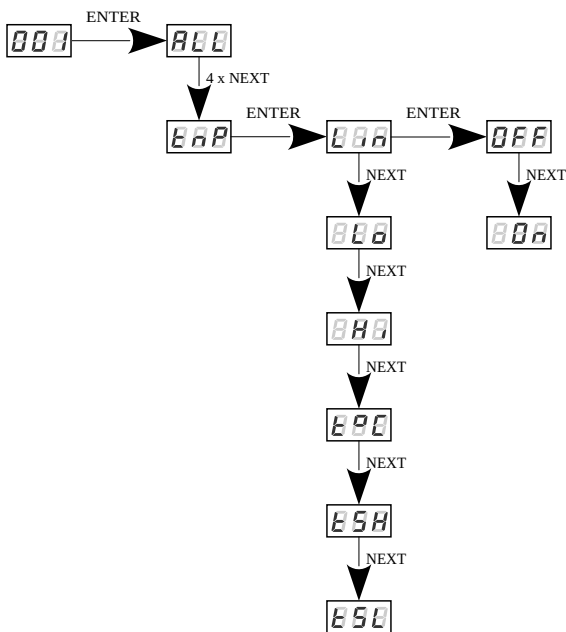 ENTER
001 ALL
4 x NEXT
ENTER ENTER
tnP Lin OFF
NEXT NEXT
Lo On
NEXT
Hi
NEXT
t°C
NEXT
tSH
NEXT
tSL